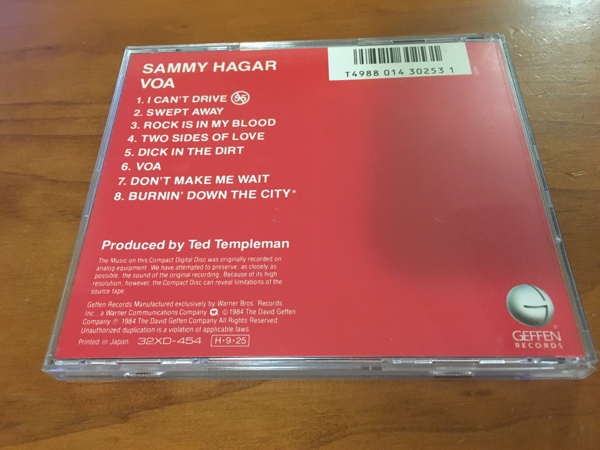 T4988 014 30253 1
SAMMY HAGAR
VOA
1. I CAN'T DRIVE 55
2. SWEPT AWAY
3. ROCK IS IN MY BLOOD
4. TWO SIDES OF LOVE
5. DICK IN THE DIRT
6. VOA
7. DON'T MAKE ME WAIT
8. BURNIN' DOWN THE CITY*
Produced by Ted Templeman
The Music on this Compact Digital Disc was originally recorded on
analog equipment. We have attempted to preserve, as closely as
possible, the sound of the original recording. Because of its high
resolution, however, the Compact Disc can reveal limitations of the
source tape.
Geffen Records Manufactured exclusively by Warner Bros. Records
Inc., a Warner Communications Company. © 1984 The David Geffen
Company ℗ 1984 The David Geffen Company All Rights Reserved.
Unauthorized duplication is a violation of applicable laws.
Printed in Japan. 32XD-454 H·9·25
GEFFEN
RECORDS